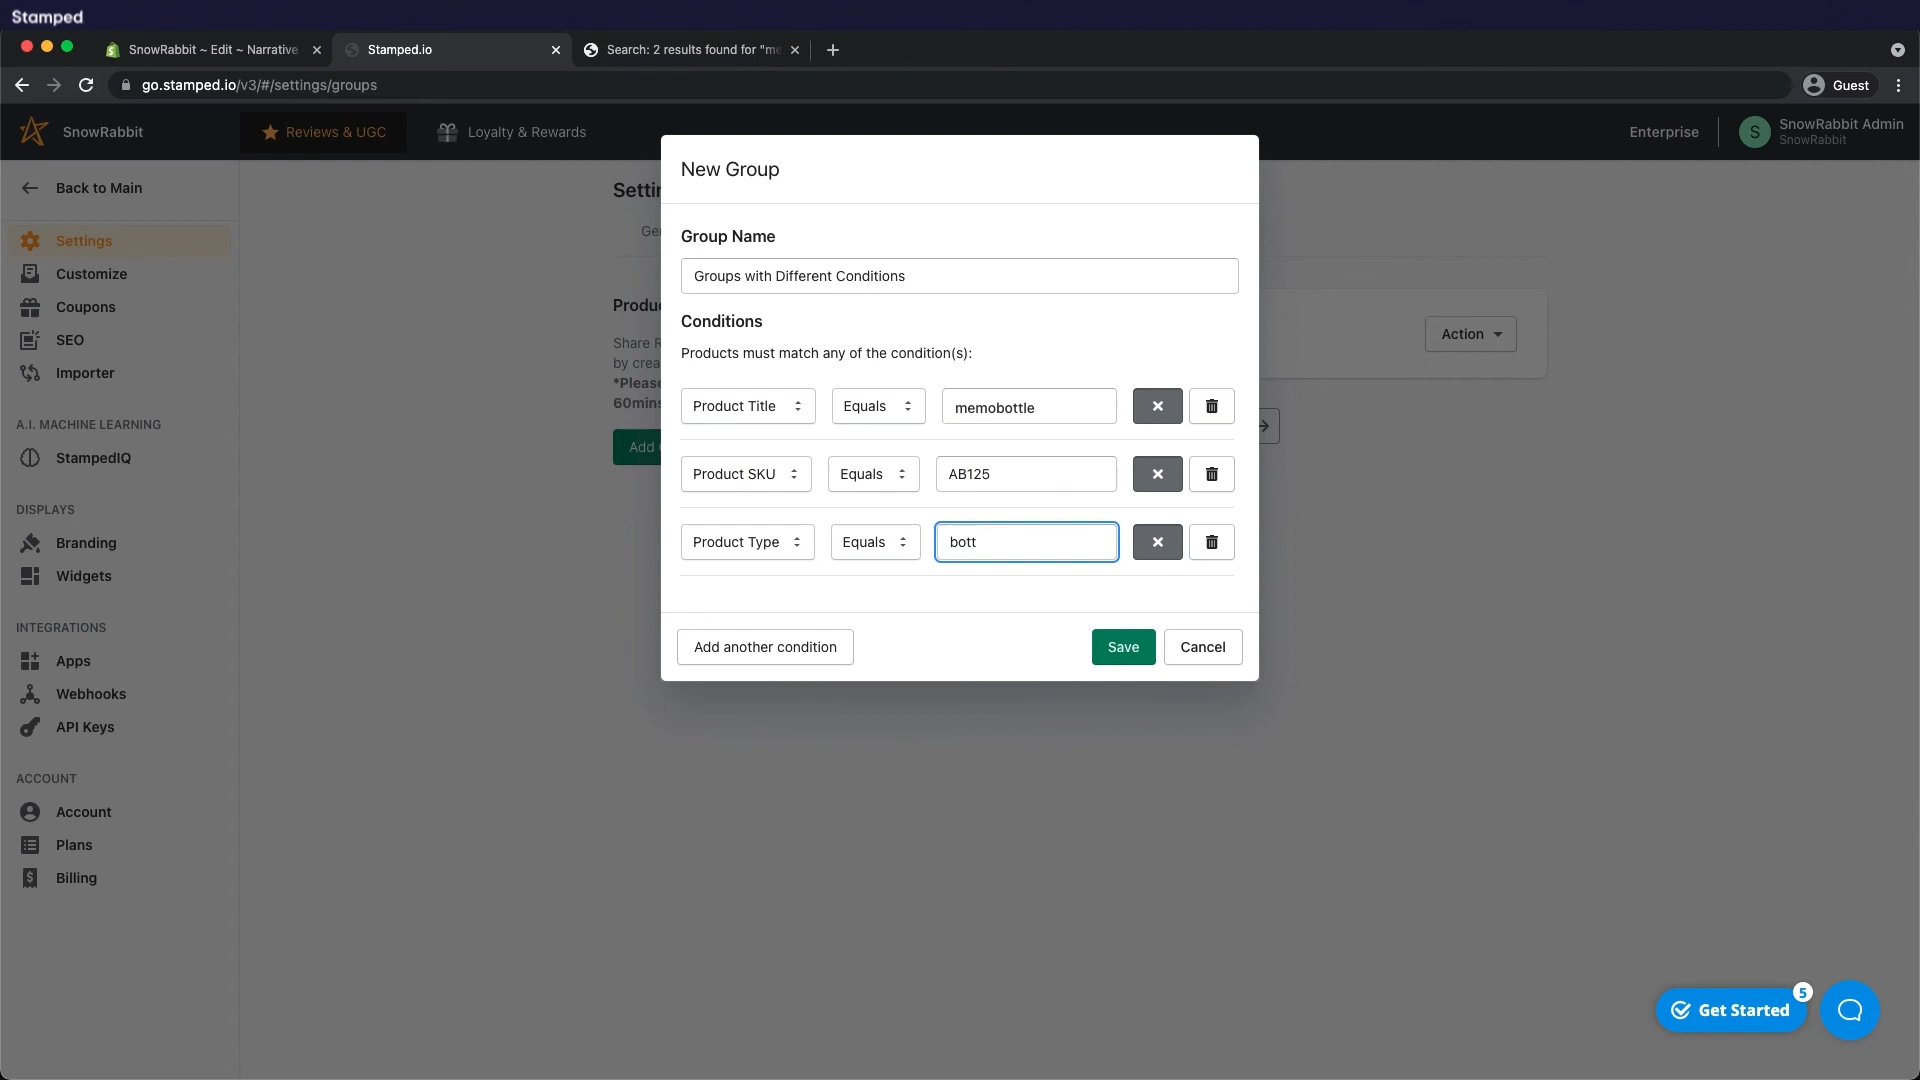 Stamped
SnowRabbit ~ Edit ~ Narrative
Stamped.io
Search: 2 results found for "me
go.stamped.io/v3/#/settings/groups
Guest
SnowRabbit
Reviews & UGC
Loyalty & Rewards
Enterprise
S
SnowRabbit Admin
SnowRabbit
Back to Main
Settings
Customize
Coupons
SEO
Importer
A.I. MACHINE LEARNING
StampedIQ
DISPLAYS
Branding
Widgets
INTEGRATIONS
Apps
Webhooks
API Keys
ACCOUNT
Account
Plans
Billing
Settin
Ger
Produc
Share R
by crea
*Please
60mins
Add
Action
New Group
Group Name
Groups with Different Conditions
Conditions
Products must match any of the condition(s):
Product Title Equals memobottle
Product SKU Equals AB125
Product Type Equals bott
Add another condition
Save
Cancel
Get Started
5